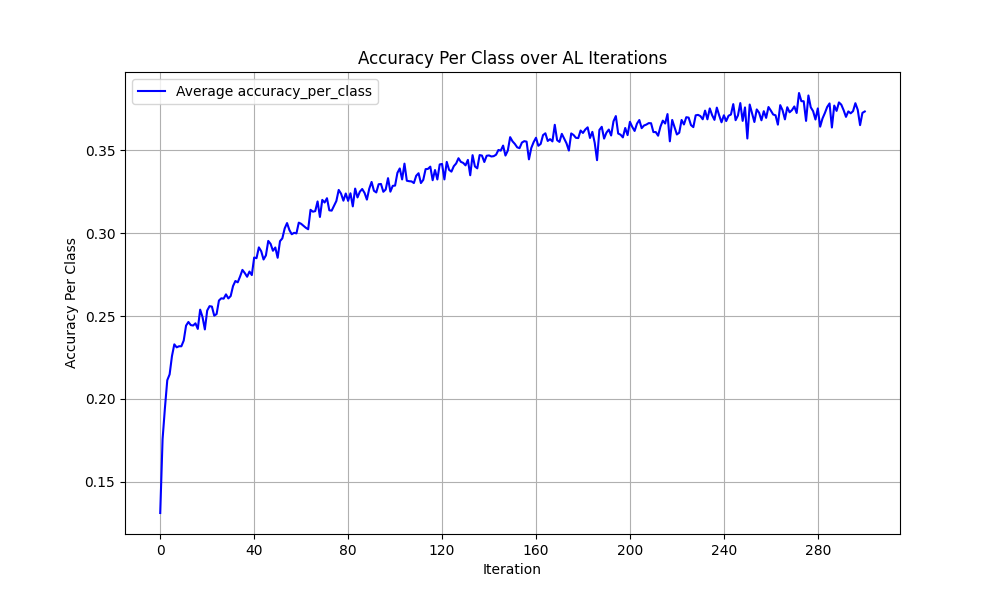 Accuracy Per Class over AL Iterations
Average accuracy_per_class
Accuracy Per Class
0.35
0.30
0.25
0.20
0.15
0 40 80 120 160 200 240 280
Iteration